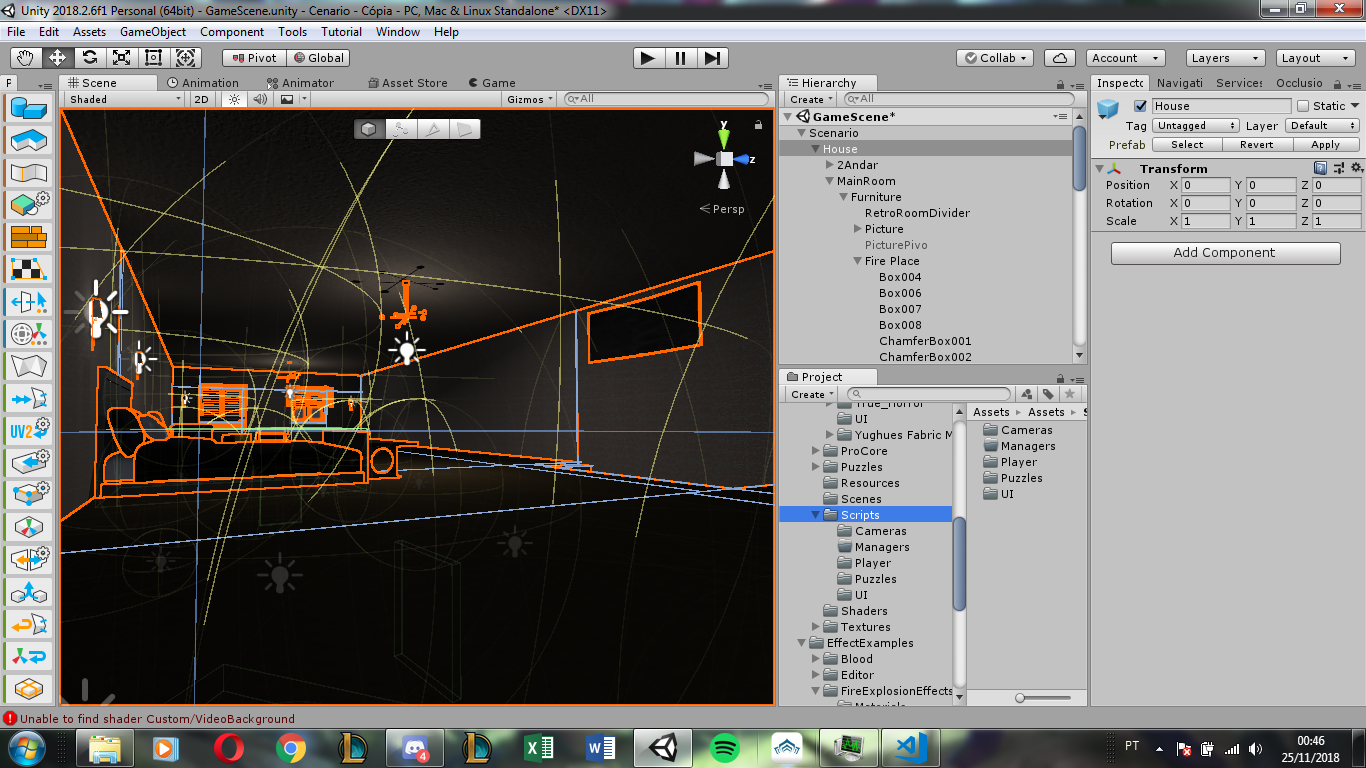 Unity 2018.2.6f1 Personal (64bit) - GameScene.unity - Cenario - Cópia - PC, Mac & Linux Standalone* <DX11>
File Edit Assets GameObject Component Tools Tutorial Window Help
Pivot Global Collab Account Layers Layout
P Scene Animation Animator Asset Store Game
Shaded 2D Gizmos All
y
z
Persp
UV2
Hierarchy
Create All
GameScene*
Scenario
House
2Andar
MainRoom
Furniture
RetroRoomDivider
Picture
PicturePivo
Fire Place
Box004
Box006
Box007
Box008
ChamferBox001
ChamferBox002
Project
Create
True_Horror
UI
Yughues Fabric M
ProCore
Puzzles
Resources
Scenes
Scripts
Cameras
Managers
Player
Puzzles
UI
Shaders
Textures
EffectExamples
Blood
Editor
FireExplosionEffects
Materials
Assets Assets S
Cameras
Managers
Player
Puzzles
UI
Inspecto Navigati Services Occlusio
House Static
Tag Untagged Layer Default
Prefab Select Revert Apply
Transform
Position X 0 Y 0 Z 0
Rotation X 0 Y 0 Z 0
Scale X 1 Y 1 Z 1
Add Component
Unable to find shader Custom/VideoBackground
4
PT
00:46
25/11/2018